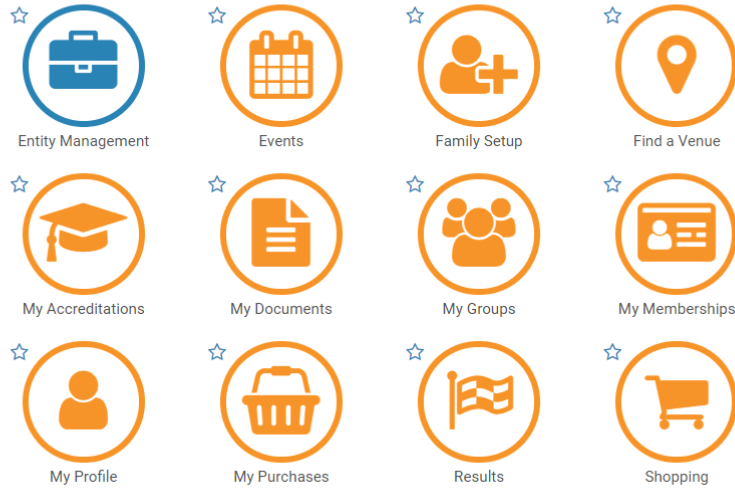 Entity Management
Events
Family Setup
Find a Venue
My Accreditations
My Documents
My Groups
My Memberships
My Profile
My Purchases
Results
Shopping